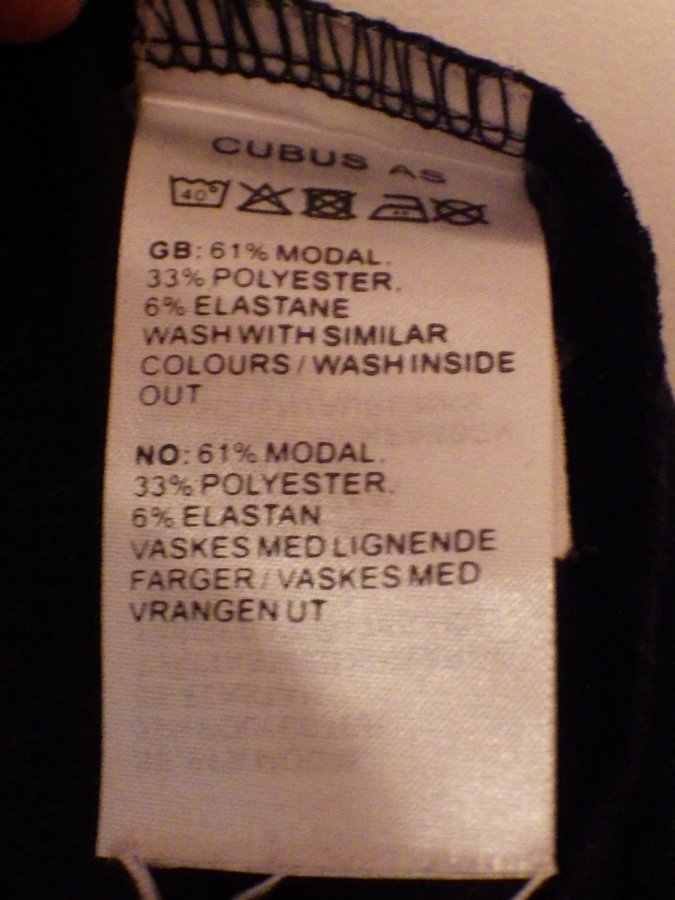 CUBUS AS
40°
GB: 61% MODAL.
33% POLYESTER.
6% ELASTANE
WASH WITH SIMILAR
COLOURS / WASH INSIDE
OUT
NO: 61% MODAL.
33% POLYESTER.
6% ELASTAN
VASKES MED LIGNENDE
FARGER / VASKES MED
VRANGEN UT